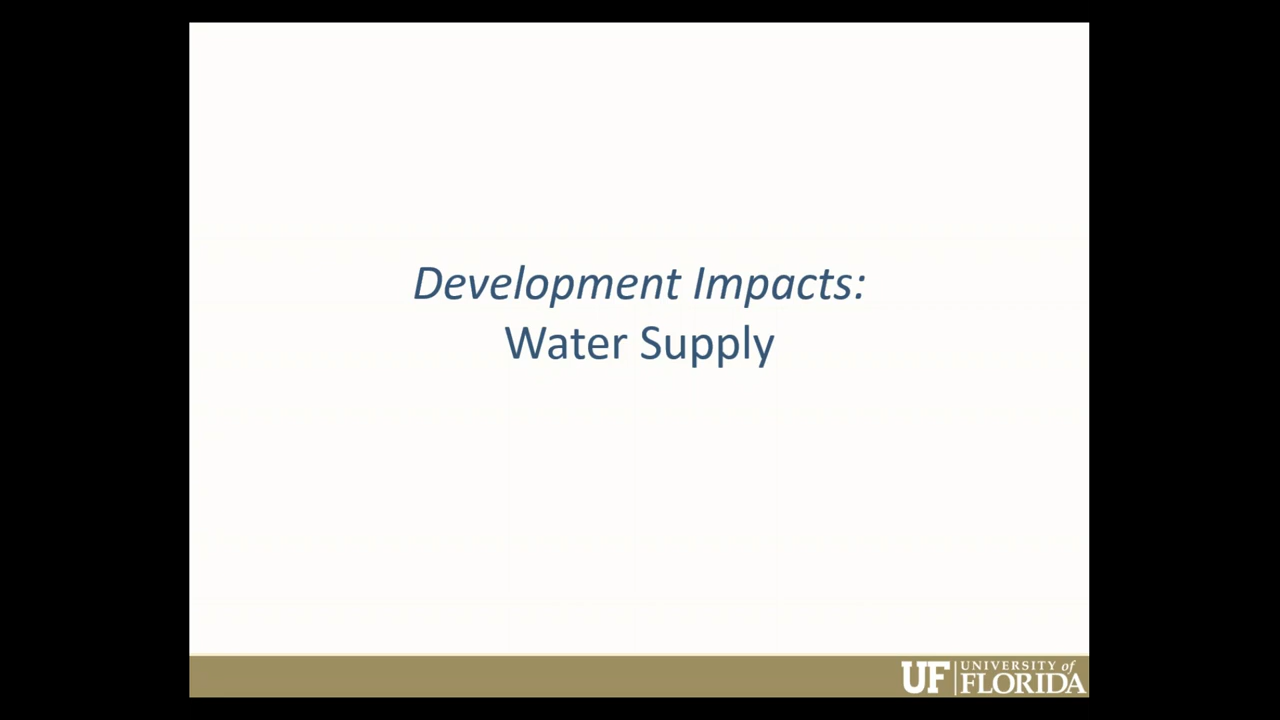 Development Impacts:
Water Supply
UF UNIVERSITY of
FLORIDA